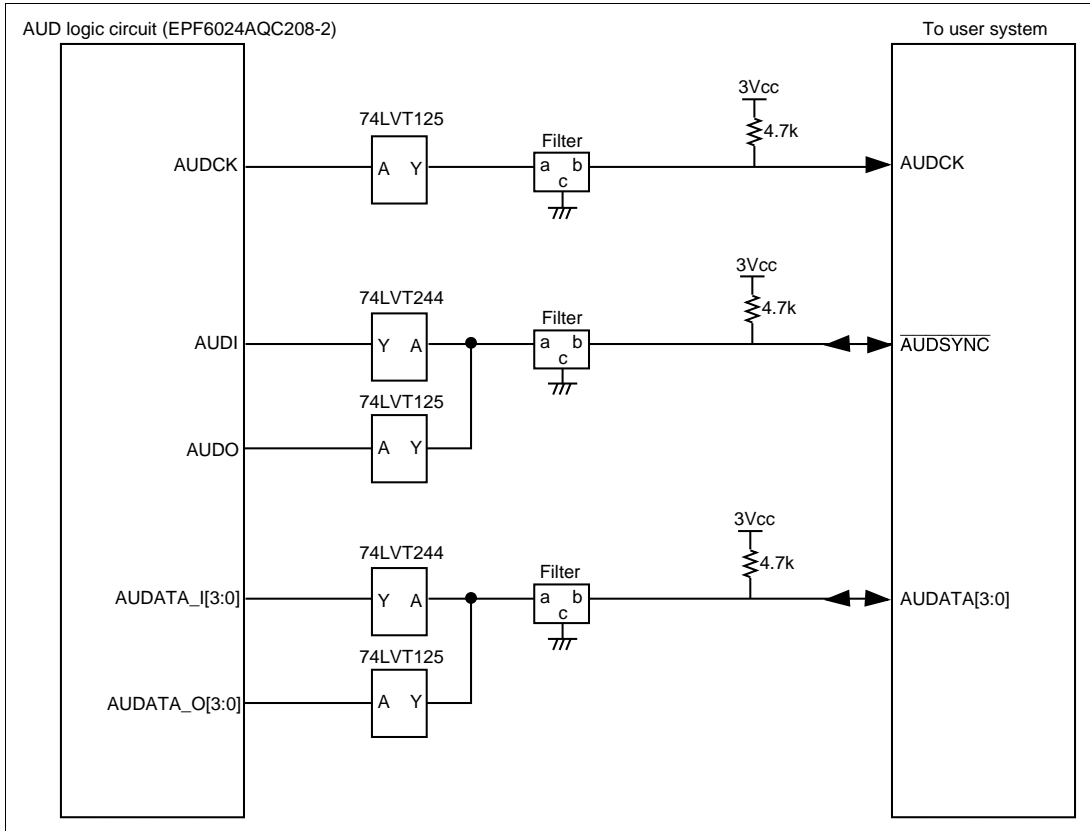 AUD logic circuit (EPF6024AQC208-2)
To user system
3Vcc
74LVT125
4.7k
Filter
AUDCK
A Y
a b
c
AUDCK
3Vcc
74LVT244
4.7k
Filter
AUDI
Y A
a b
c
A̅U̅D̅S̅Y̅N̅C̅
74LVT125
AUDO
A Y
3Vcc
74LVT244
4.7k
Filter
AUDATA_I[3:0]
Y A
a b
c
AUDATA[3:0]
74LVT125
AUDATA_O[3:0]
A Y